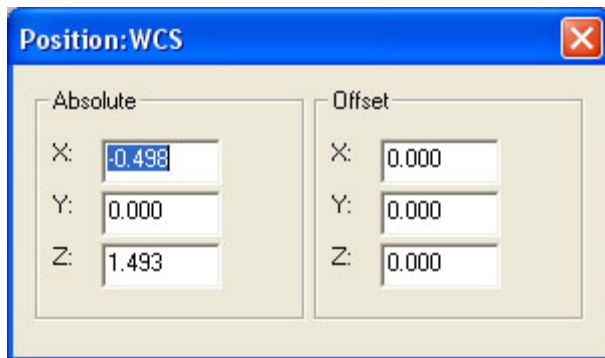 Position:WCS
Absolute Offset
X: -0.498 X: 0.000
Y: 0.000 Y: 0.000
Z: 1.493 Z: 0.000